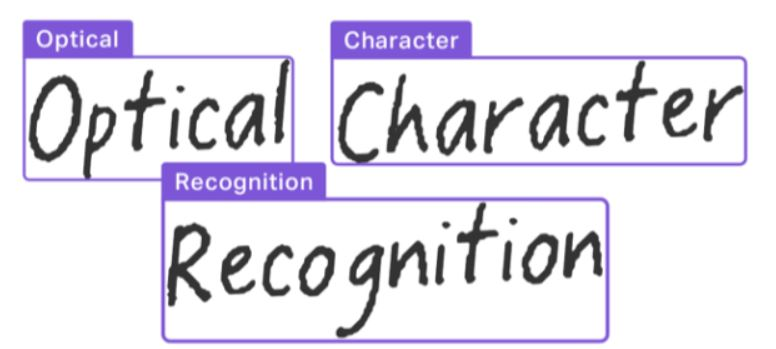 Optical Character
Optical Character
Recognition
Recognition